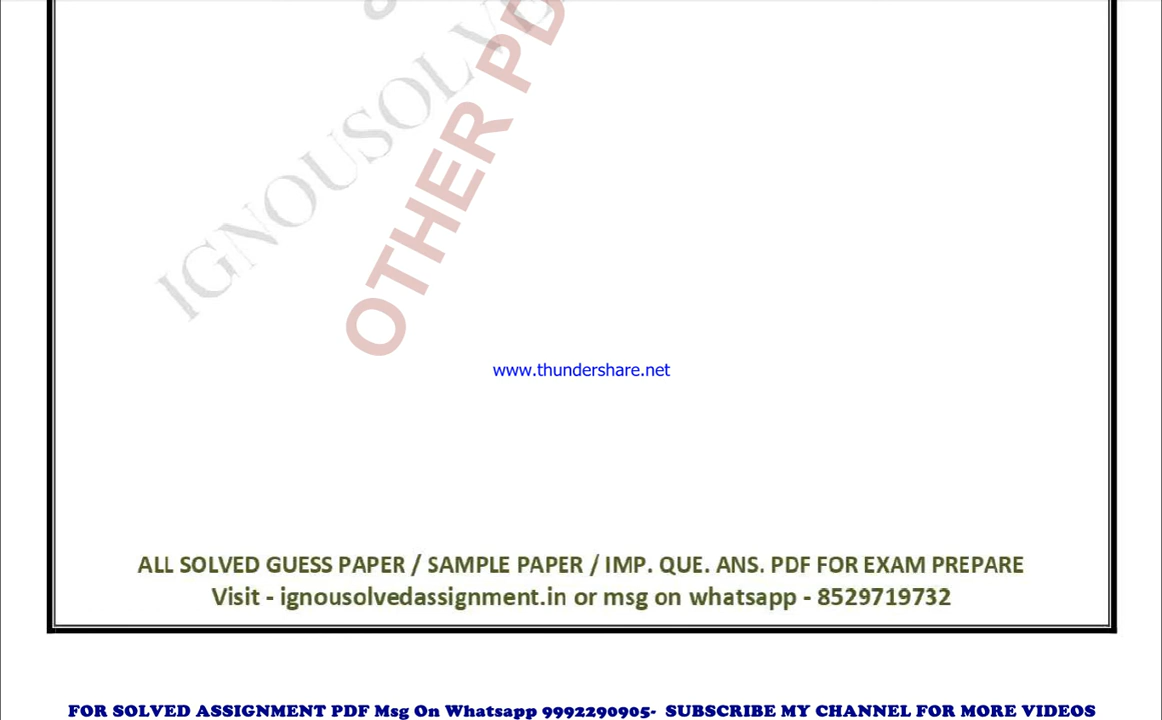 IGNOUSOLVE
OTHER PD
www.thundershare.net
ALL SOLVED GUESS PAPER / SAMPLE PAPER / IMP. QUE. ANS. PDF FOR EXAM PREPARE
Visit - ignousolvedassignment.in or msg on whatsapp - 8529719732
FOR SOLVED ASSIGNMENT PDF Msg On Whatsapp 9992290905- SUBSCRIBE MY CHANNEL FOR MORE VIDEOS